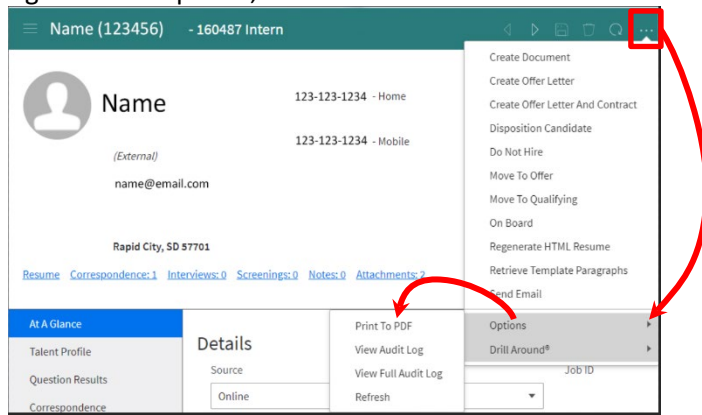 Name (123456) - 160487 Intern
...
Create Document
Create Offer Letter
Create Offer Letter And Contract
Disposition Candidate
Do Not Hire
Move To Offer
Move To Qualifying
On Board
Regenerate HTML Resume
Retrieve Template Paragraphs
Send Email
Options
Drill Around®
Name
123-123-1234 - Home
123-123-1234 - Mobile
(External)
name@email.com
Rapid City, SD 57701
Resume Correspondence: 1 Interviews: 0 Screenings: 0 Notes: 0 Attachments: 2
At A Glance
Talent Profile
Question Results
Correspondence
Print To PDF
View Audit Log
View Full Audit Log
Refresh
Details
Source
Job ID
Online